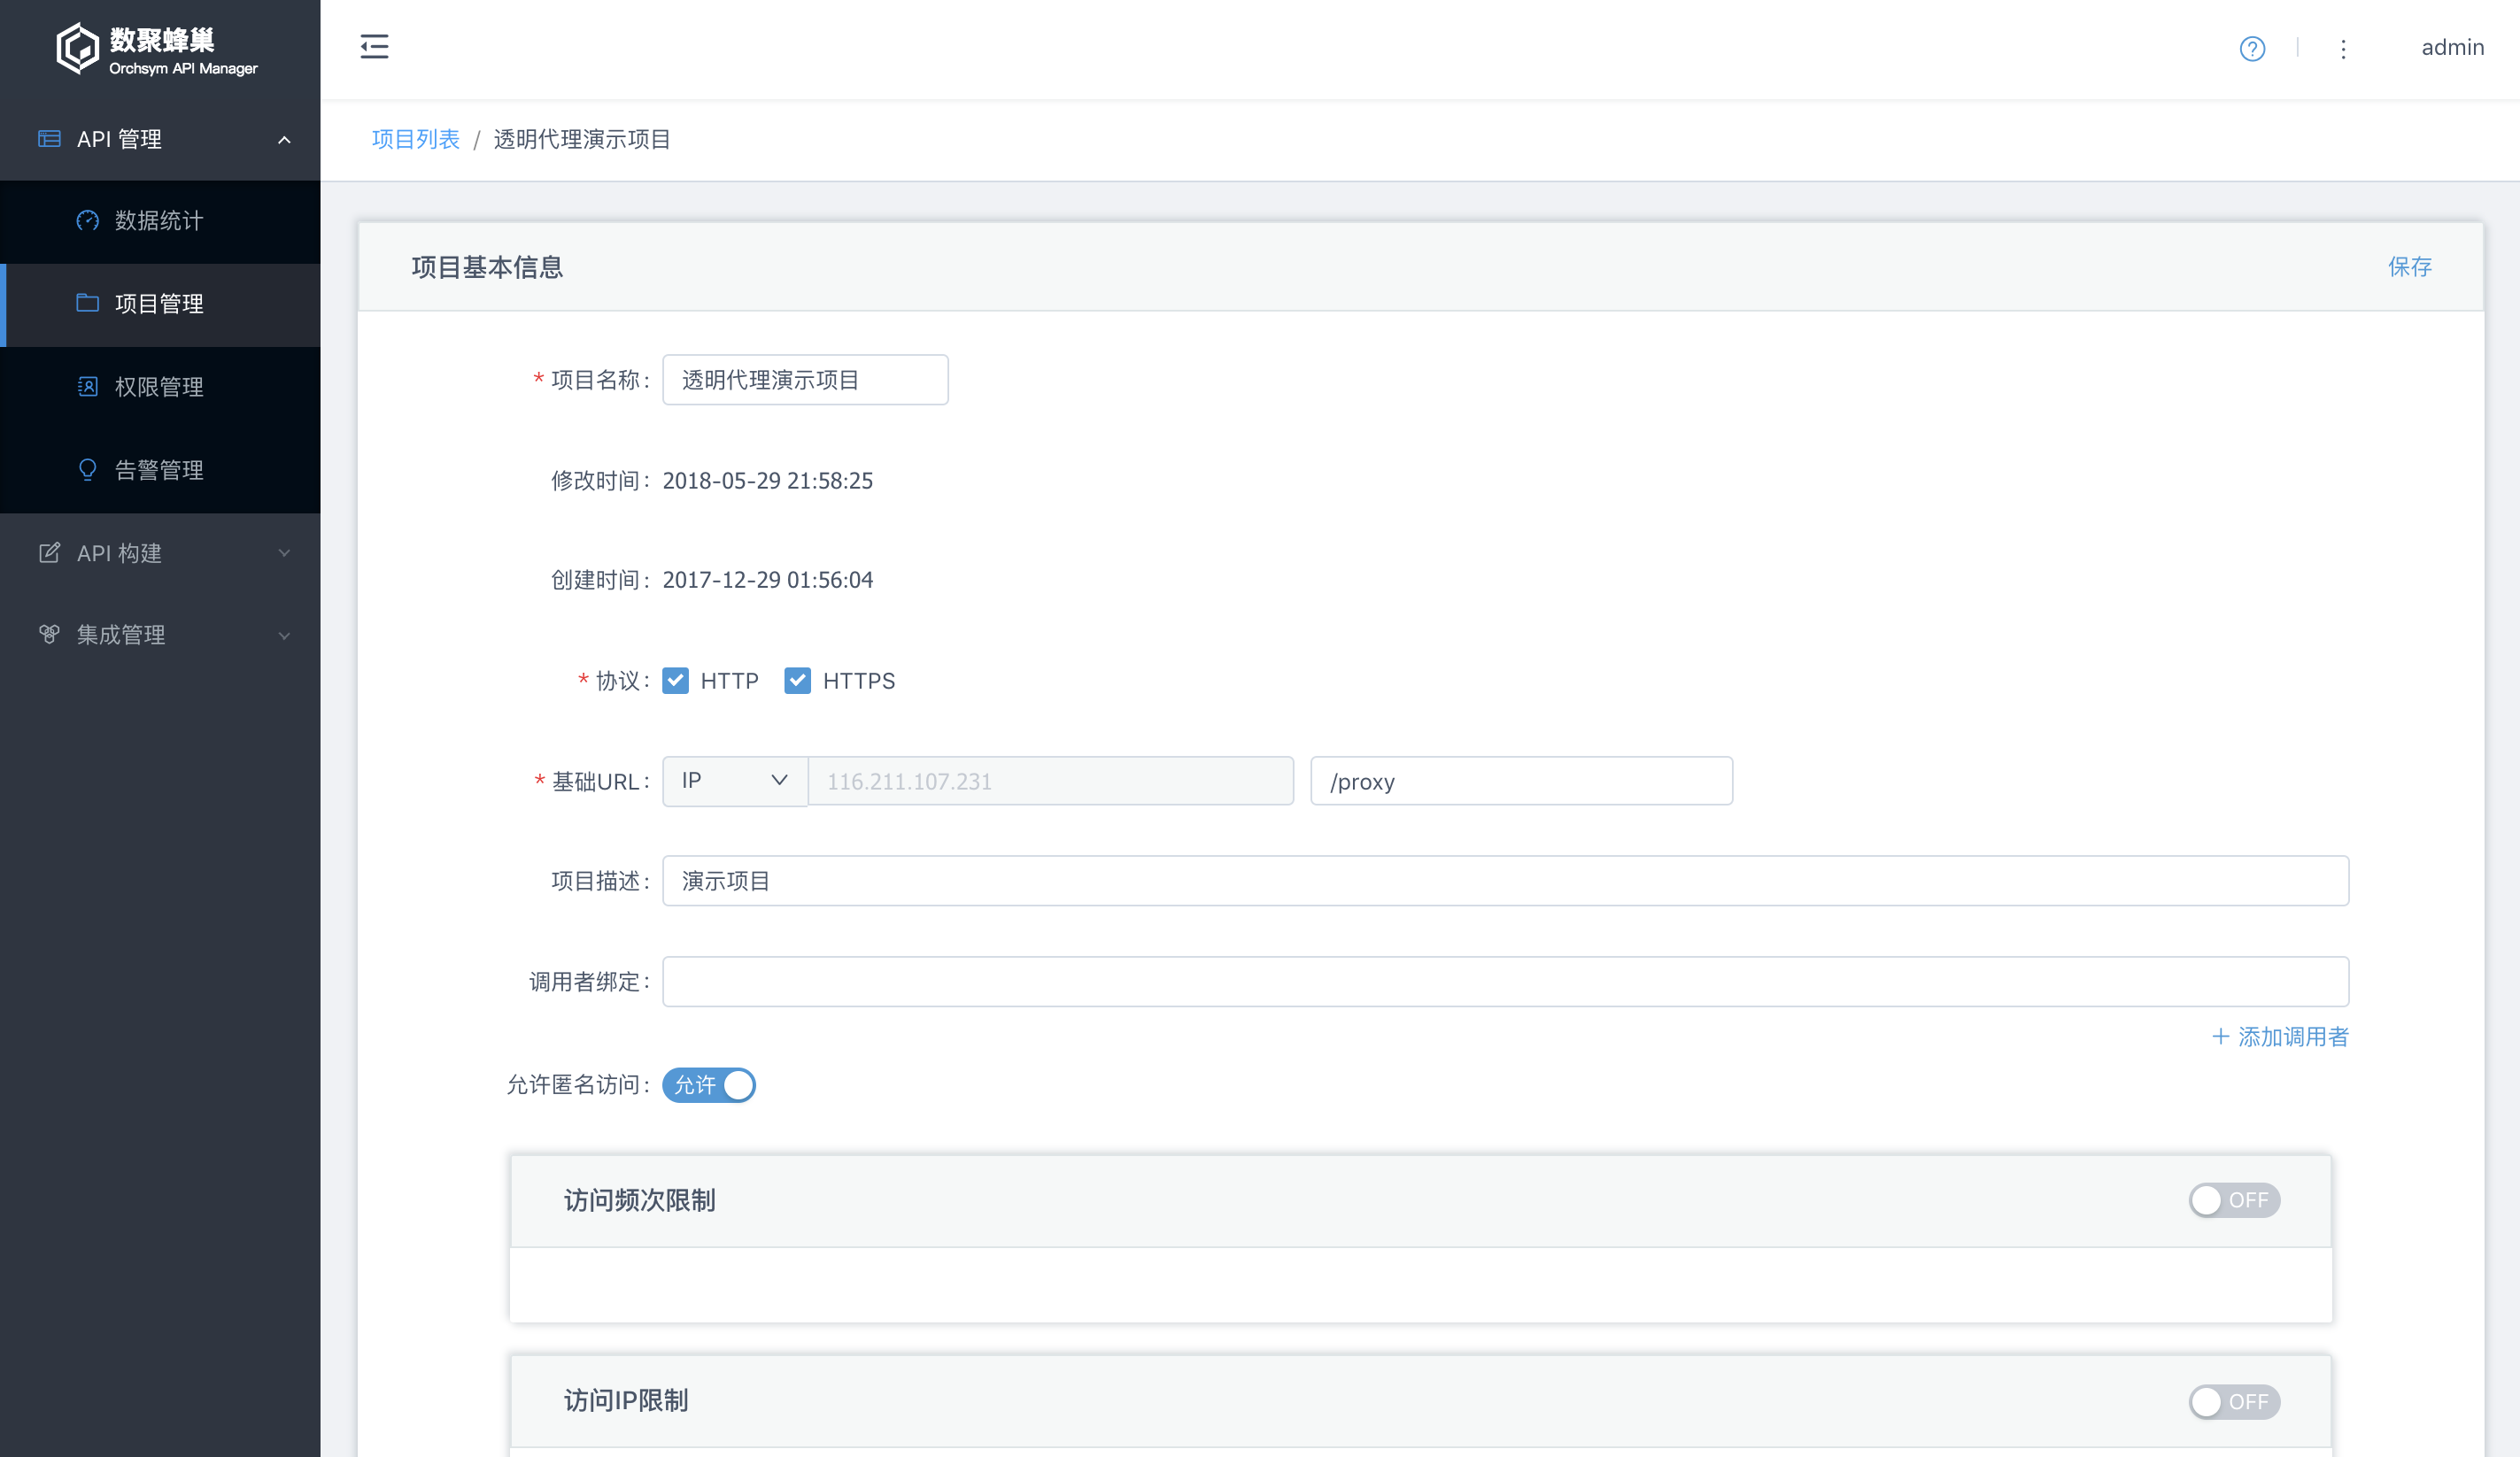 数聚蜂巢
Orchsym API Manager
admin
API 管理
项目列表 / 透明代理演示项目
数据统计
项目管理
权限管理
告警管理
API 构建
集成管理
项目基本信息
保存
* 项目名称: 透明代理演示项目
修改时间: 2018-05-29 21:58:25
创建时间: 2017-12-29 01:56:04
* 协议: HTTP HTTPS
* 基础URL: IP 116.211.107.231 /proxy
项目描述: 演示项目
调用者绑定:
+ 添加调用者
允许匿名访问: 允许
访问频次限制 OFF
访问IP限制 OFF